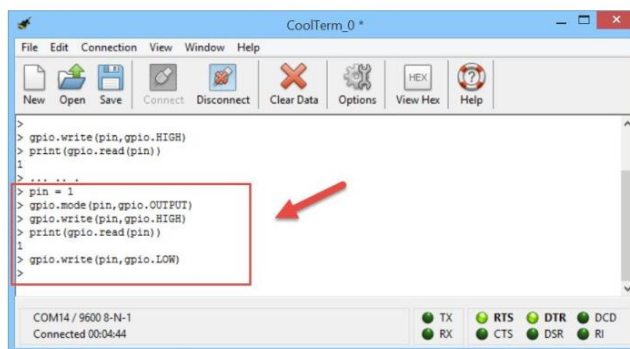 CoolTerm_0 *
File Edit Connection View Window Help
New Open Save Connect Disconnect Clear Data Options HEX View Hex Help
>
> gpio.write(pin,gpio.HIGH)
> print(gpio.read(pin))
1
> ... .. .
> pin = 1
> gpio.mode(pin,gpio.OUTPUT)
> gpio.write(pin,gpio.HIGH)
> print(gpio.read(pin))
1
> gpio.write(pin,gpio.LOW)
>
COM14 / 9600 8-N-1
Connected 00:04:44
TX RTS DTR DCD
RX CTS DSR RI